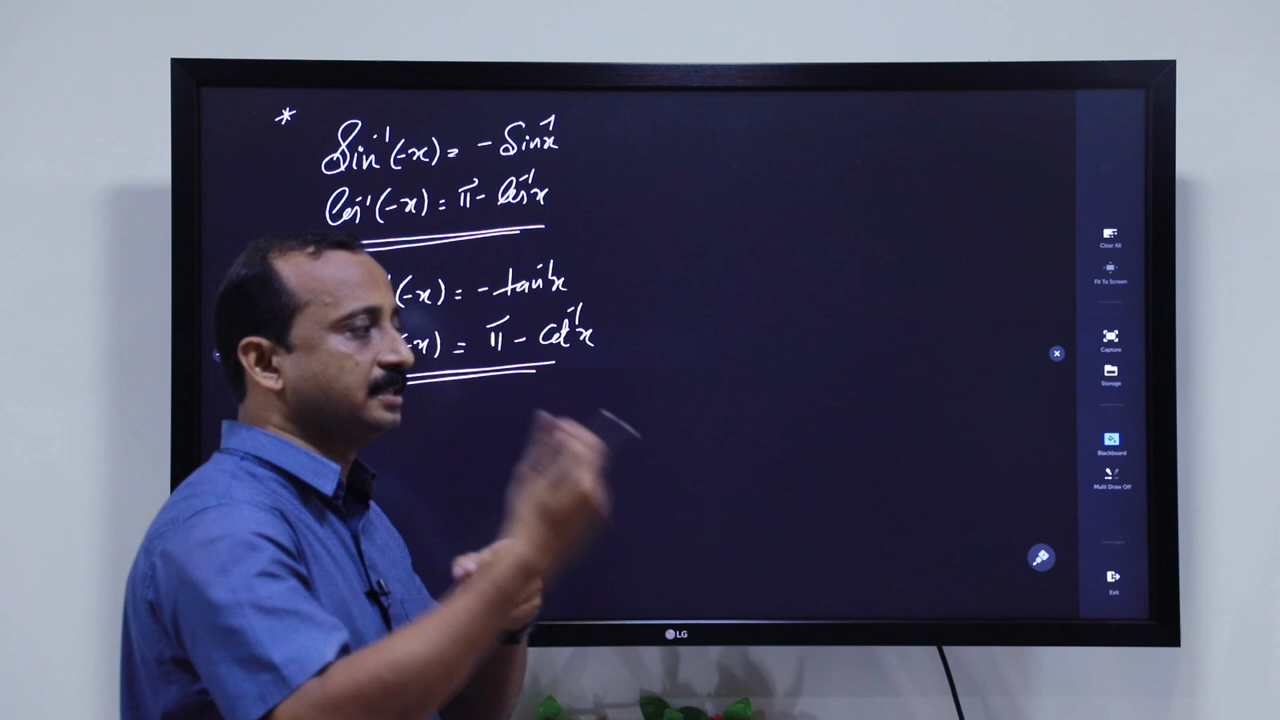 * Sin⁻¹(-x) = - Sin⁻¹x
Cos⁻¹(-x) = π - Cos⁻¹x
⁻¹(-x) = - tan⁻¹x
(-x) = π - Cot⁻¹x
Clear All
Fit To Screen
Capture
Storage
Blackboard
Multi Draw Off
Exit
LG